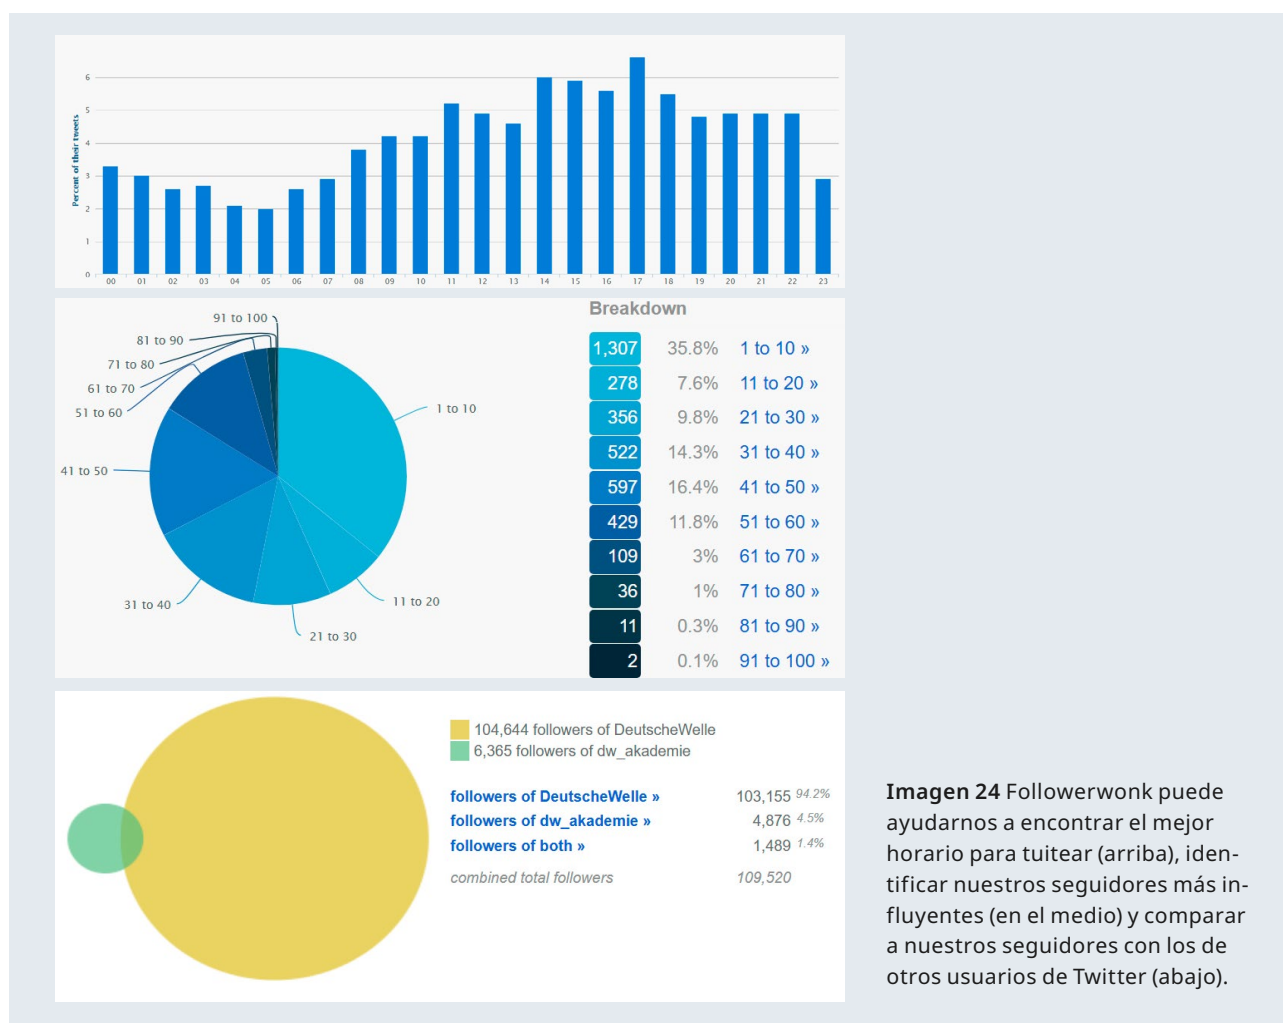 Percent of their tweets
6
5
4
3
2
1
0
00 01 02 03 04 05 06 07 08 09 10 11 12 13 14 15 16 17 18 19 20 21 22 23
91 to 100
81 to 90
71 to 80
61 to 70
51 to 60
41 to 50
31 to 40
21 to 30
11 to 20
1 to 10
Breakdown
1,307 35.8% 1 to 10 »
278 7.6% 11 to 20 »
356 9.8% 21 to 30 »
522 14.3% 31 to 40 »
597 16.4% 41 to 50 »
429 11.8% 51 to 60 »
109 3% 61 to 70 »
36 1% 71 to 80 »
11 0.3% 81 to 90 »
2 0.1% 91 to 100 »
104,644 followers of DeutscheWelle
6,365 followers of dw_akademie
followers of DeutscheWelle » 103,155 94.2%
followers of dw_akademie » 4,876 4.5%
followers of both » 1,489 1.4%
combined total followers 109,520
Imagen 24 Followerwonk puede
ayudarnos a encontrar el mejor
horario para tuitear (arriba), iden-
tificar nuestros seguidores más in-
fluyentes (en el medio) y comparar
a nuestros seguidores con los de
otros usuarios de Twitter (abajo).